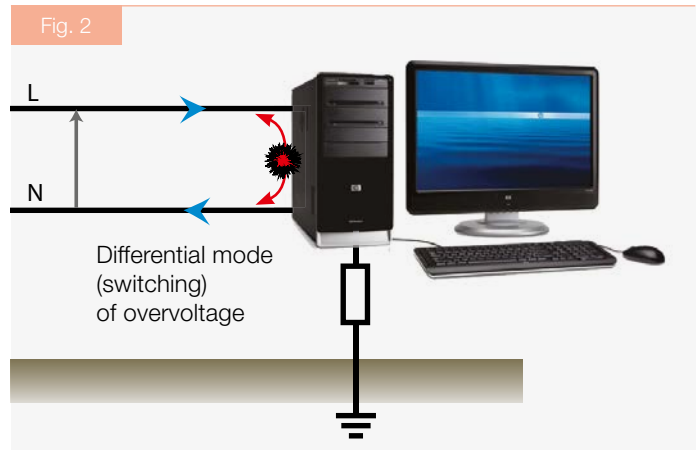 Fig. 2
L
N
Differential mode
(switching)
of overvoltage